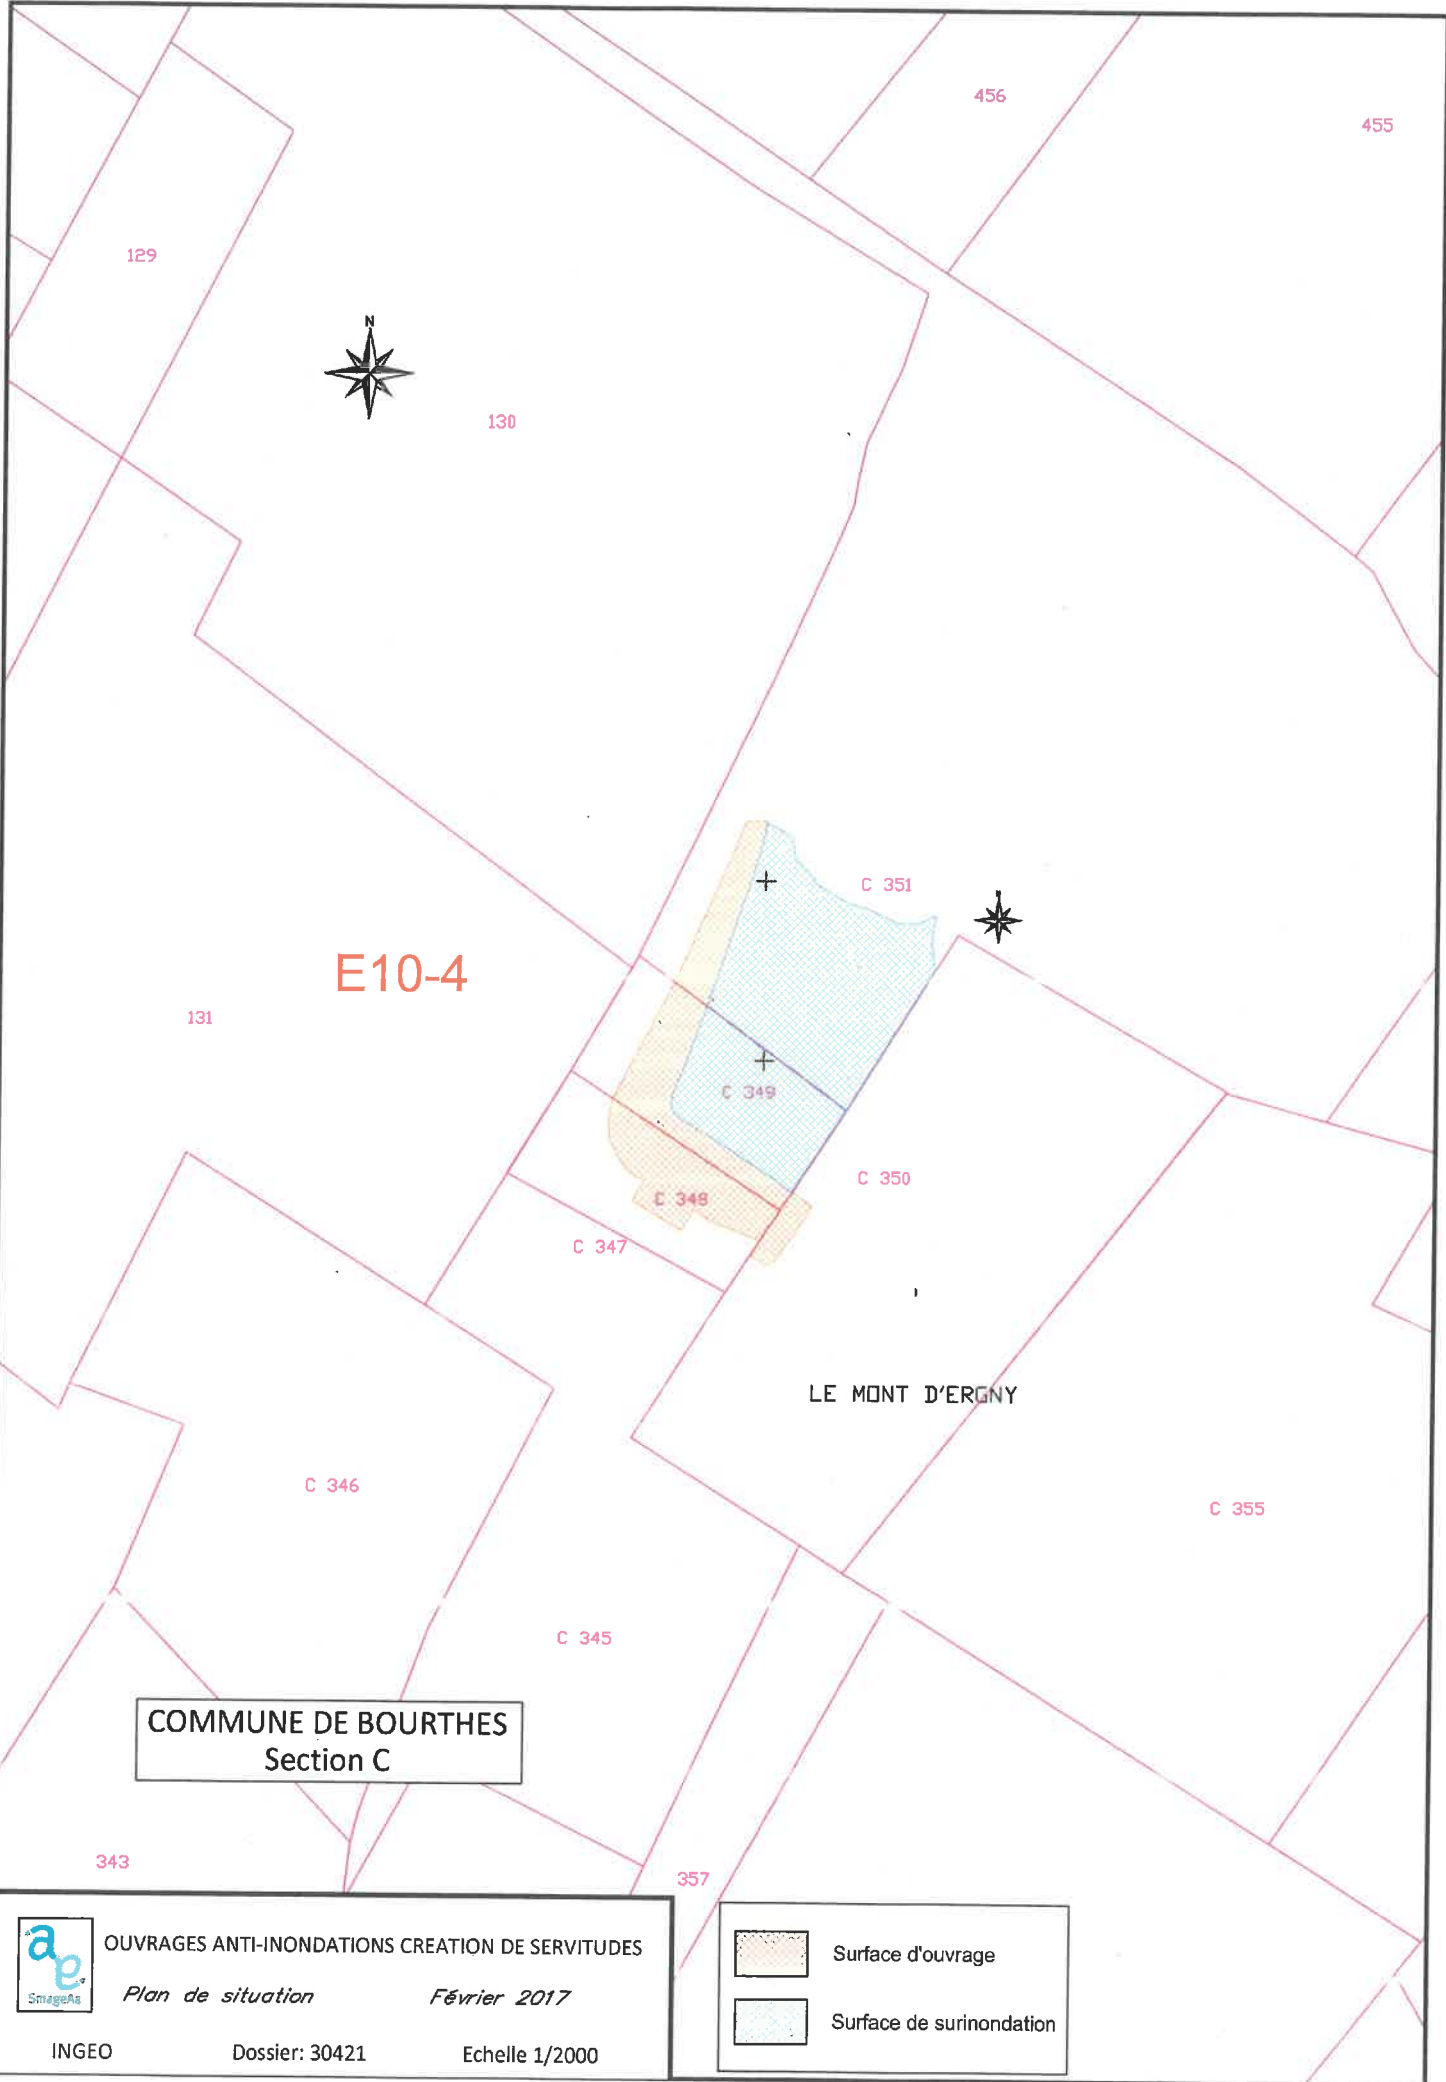 456
455
129
N
130
C 351
N
E10-4
131
C 349
C 350
C 348
C 347
LE MONT D'ERGNY
C 346
C 355
C 345
COMMUNE DE BOURTHES
Section C
343
357
ae
SmageAa
OUVRAGES ANTI-INONDATIONS CREATION DE SERVITUDES
Plan de situation Février 2017
INGEO Dossier: 30421 Echelle 1/2000
Surface d'ouvrage
Surface de surinondation